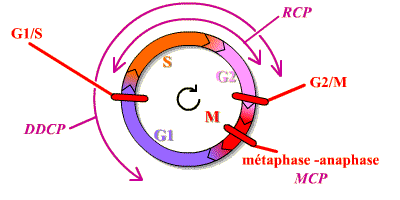 RCP
G1/S
S
G2
G2/M
DDCP
G1
M
métaphase -anaphase
MCP